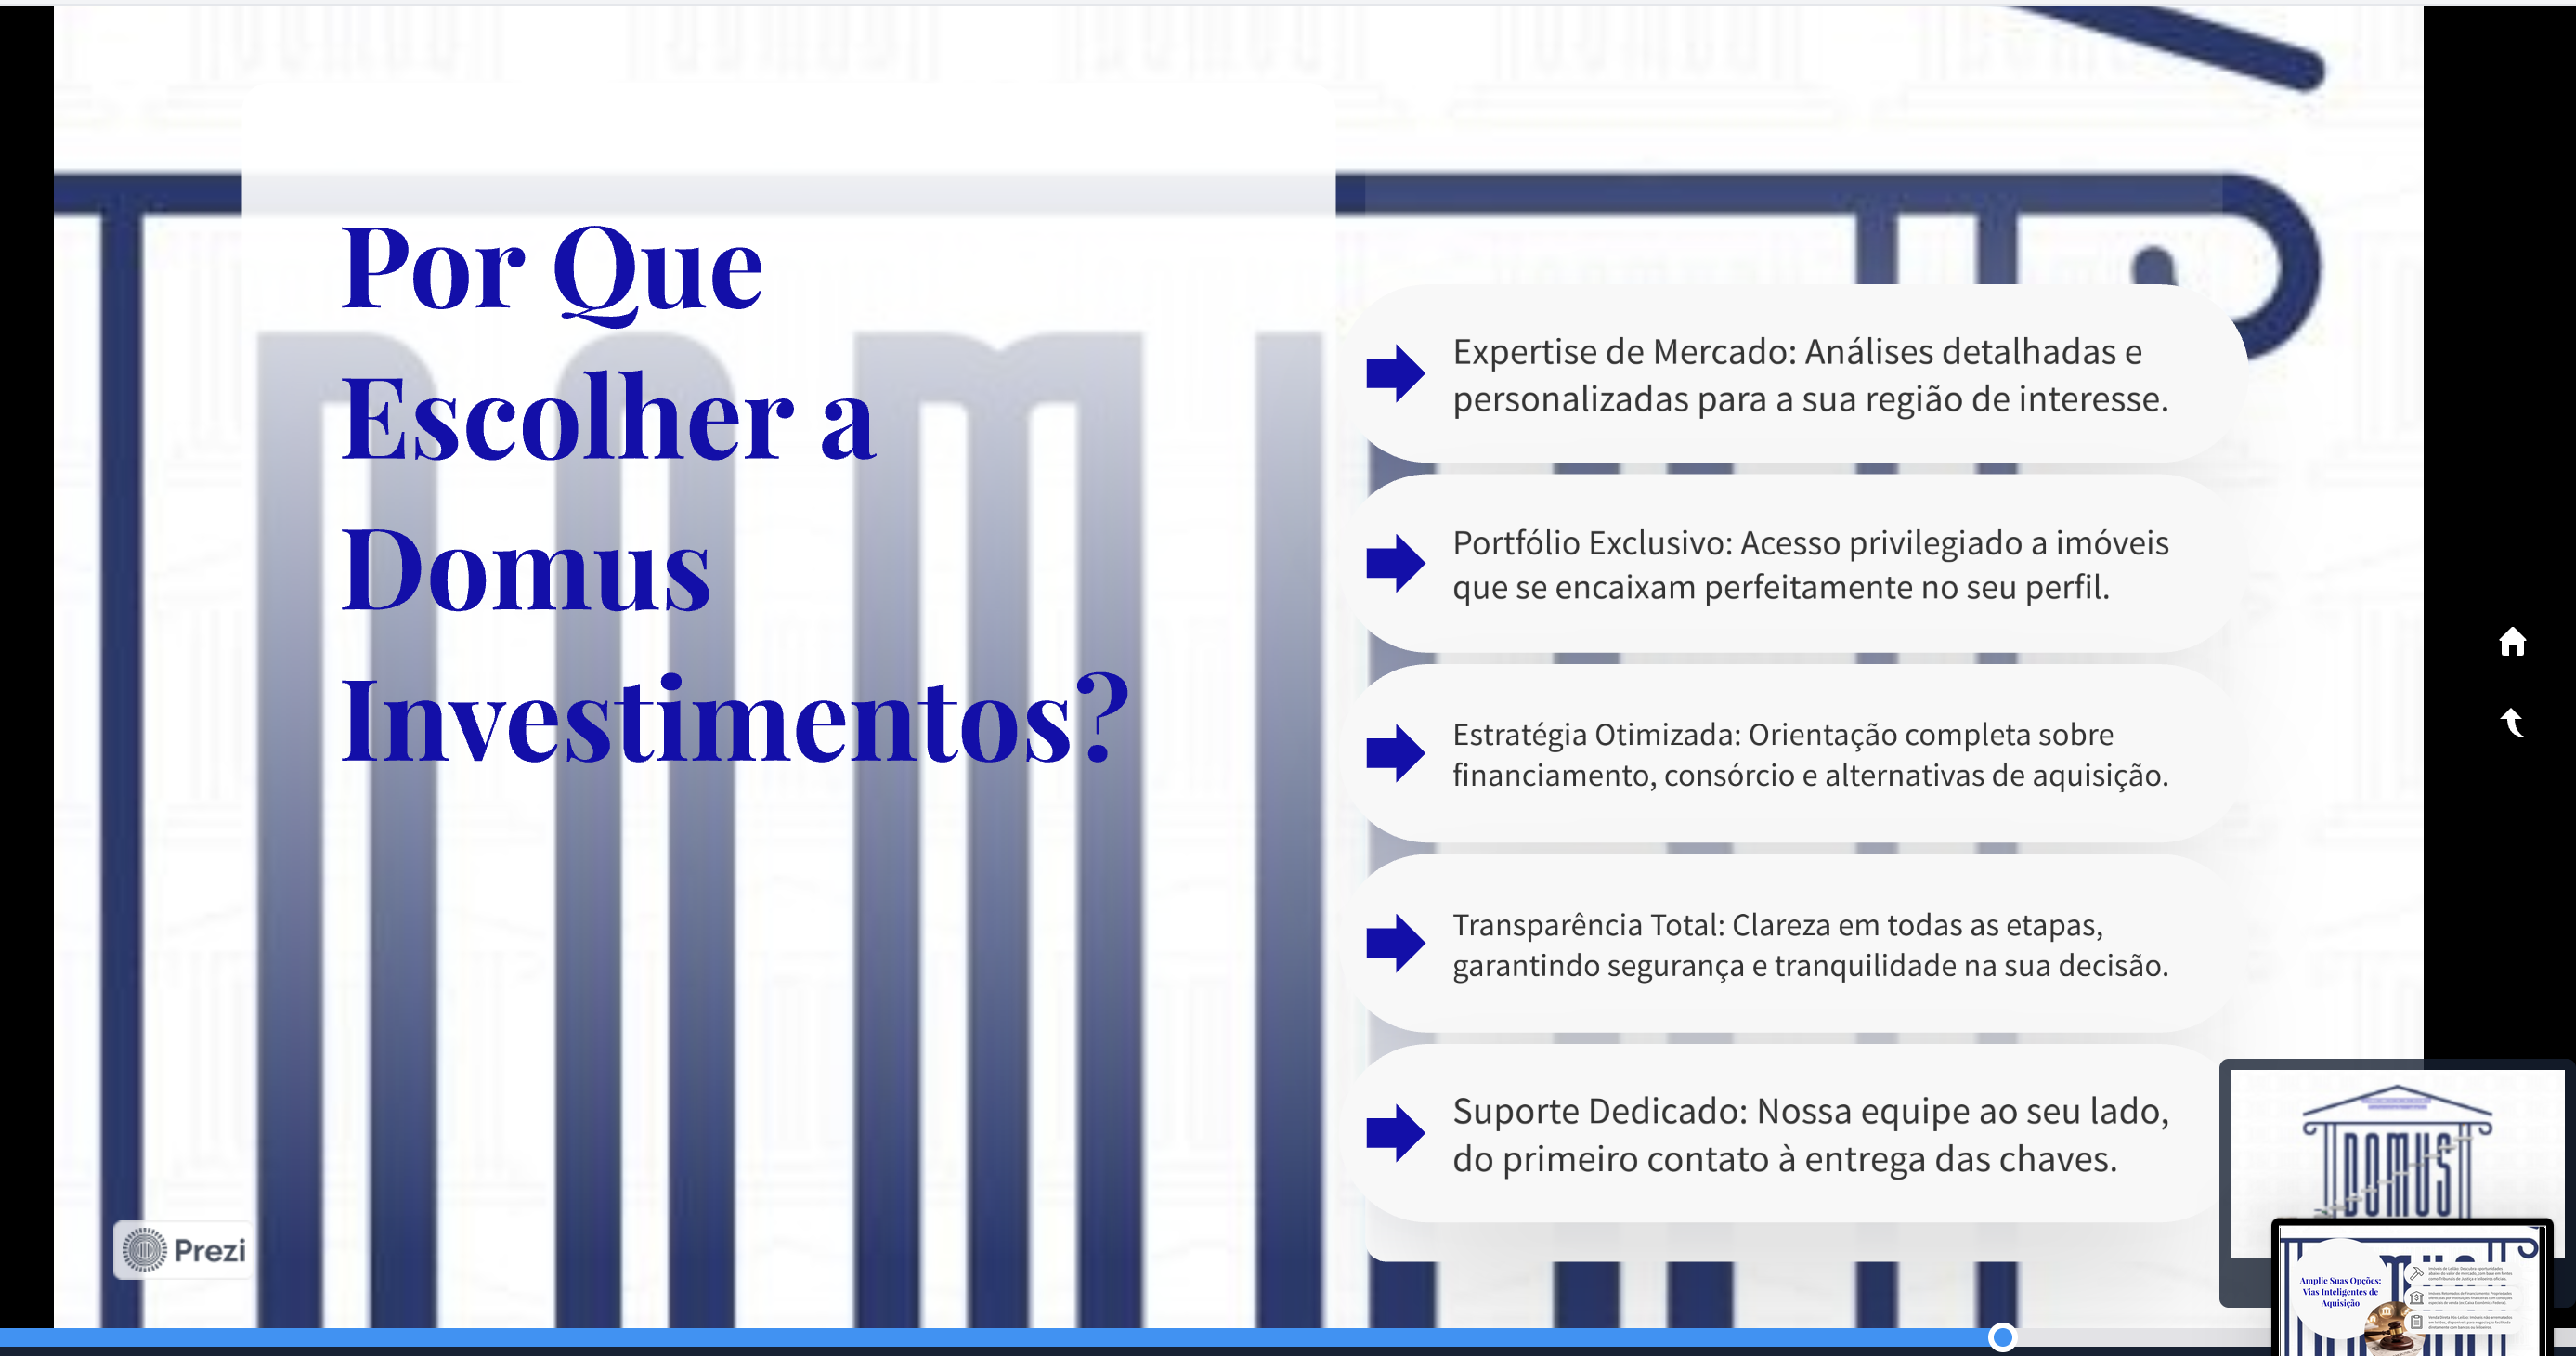 Por Que
Escolher a
Domus
Investimentos?
Expertise de Mercado: Análises detalhadas e
personalizadas para a sua região de interesse.
Portfólio Exclusivo: Acesso privilegiado a imóveis
que se encaixam perfeitamente no seu perfil.
Estratégia Otimizada: Orientação completa sobre
financiamento, consórcio e alternativas de aquisição.
Transparência Total: Clareza em todas as etapas,
garantindo segurança e tranquilidade na sua decisão.
Suporte Dedicado: Nossa equipe ao seu lado,
do primeiro contato à entrega das chaves.
Prezi
DOMUS
Amplie Suas Opções:
Vias Inteligentes de
Aquisição